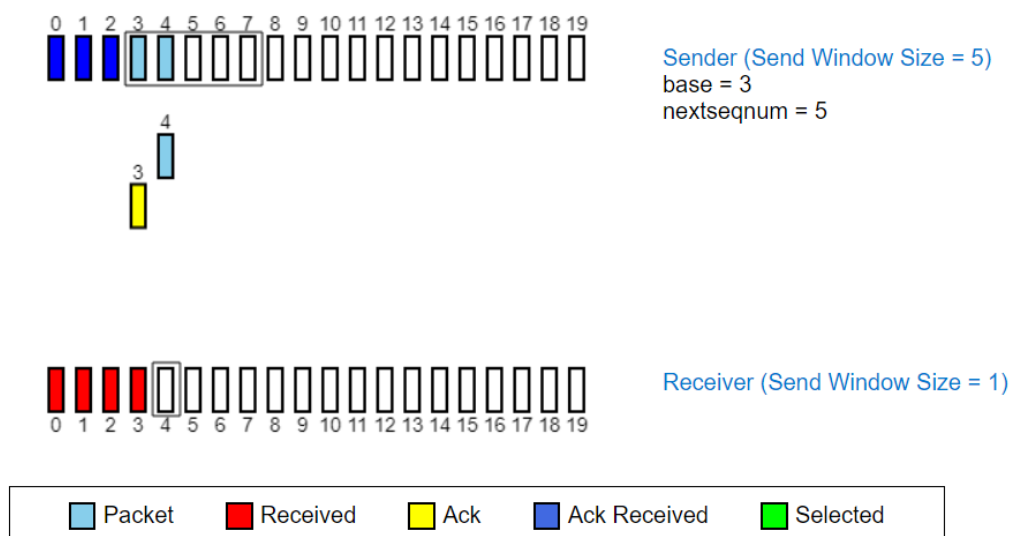 0 1 2 3 4 5 6 7 8 9 10 11 12 13 14 15 16 17 18 19
Sender (Send Window Size = 5)
base = 3
nextseqnum = 5
4
3
Receiver (Send Window Size = 1)
0 1 2 3 4 5 6 7 8 9 10 11 12 13 14 15 16 17 18 19
Packet Received Ack Ack Received Selected